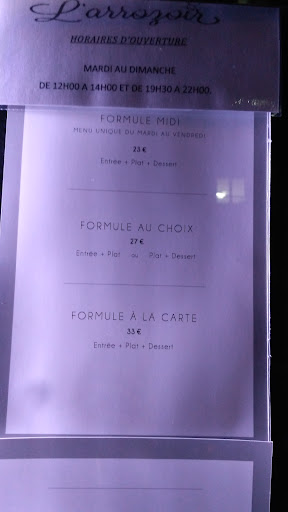 L'arrozoir
HORAIRES D'OUVERTURE
MARDI AU DIMANCHE
DE 12H00 A 14H00 ET DE 19H30 A 22H00.
FORMULE MIDI
MENU UNIQUE DU MARDI AU VENDREDI
23 €
Entrée + Plat + Dessert
FORMULE AU CHOIX
27 €
Entrée + Plat ou Plat + Dessert
FORMULE À LA CARTE
33 €
Entrée + Plat + Dessert